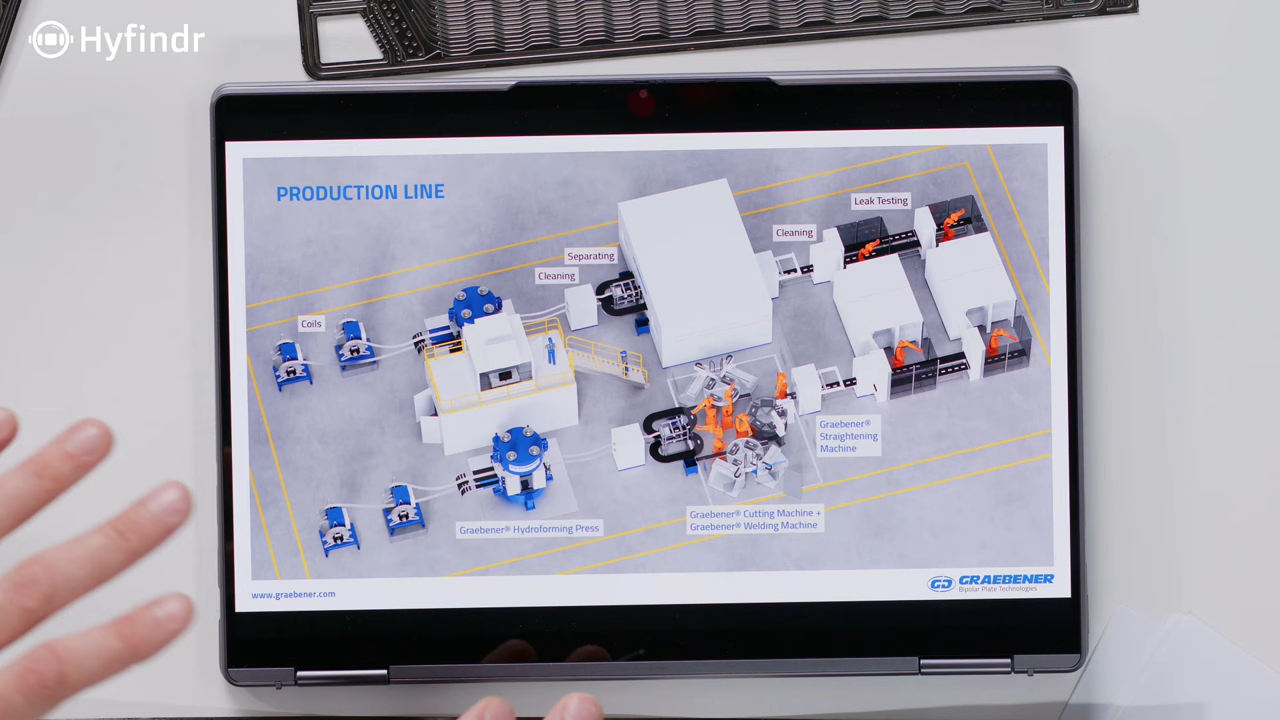 Hyfindr
PRODUCTION LINE
Leak Testing
Cleaning
Separating
Cleaning
Coils
Graebener®
Straightening
Machine
Graebener® Cutting Machine +
Graebener® Welding Machine
Graebener® Hydroforming Press
www.graebener.com
GRAEBENER
Bipolar Plate Technologies